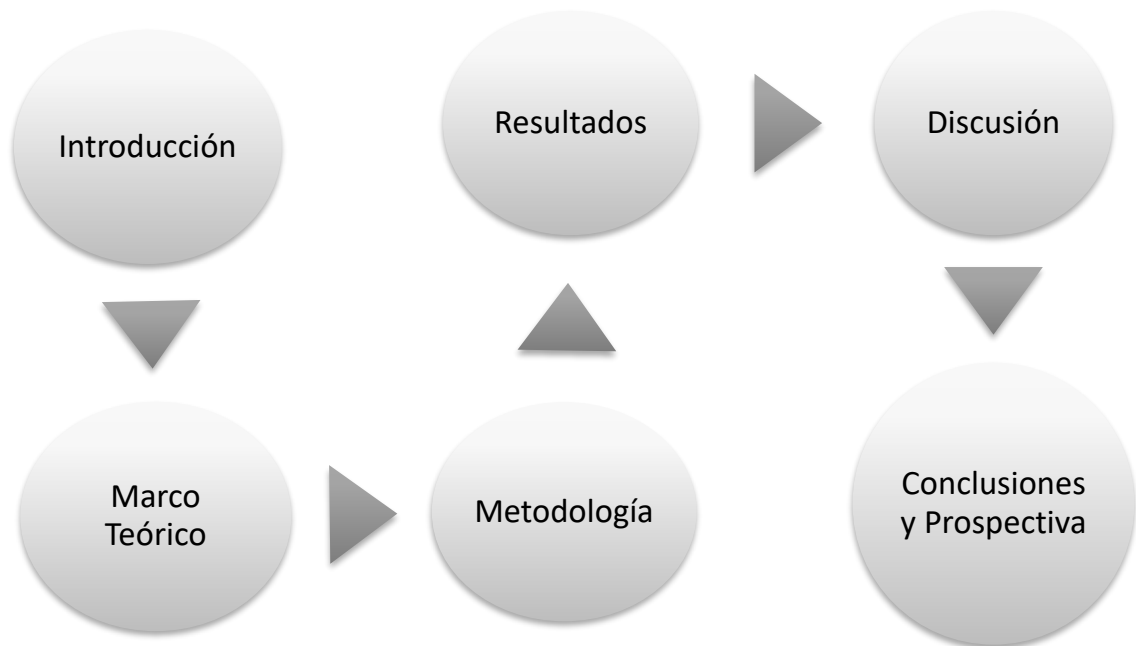 Introducción
Marco
Teórico
Metodología
Resultados
Discusión
Conclusiones
y Prospectiva